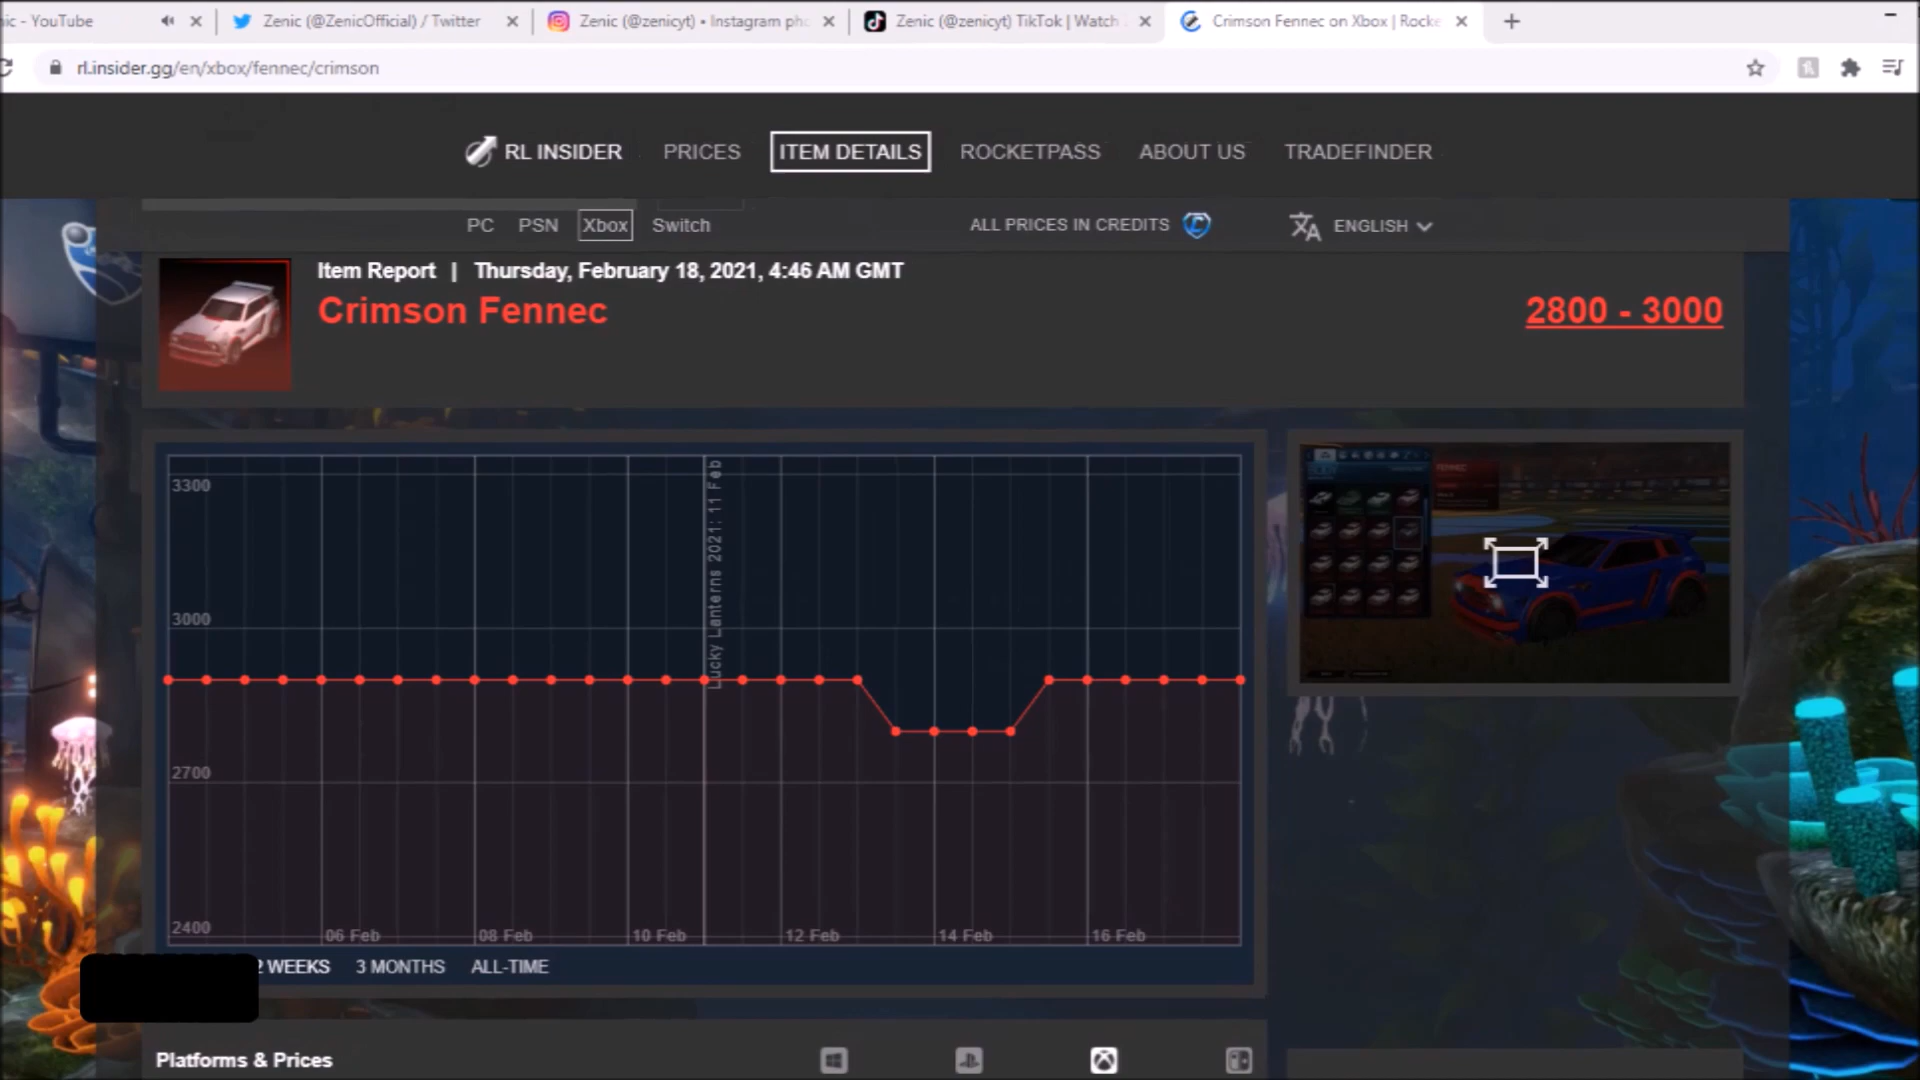 ic - YouTube
Zenic (@ZenicOfficial) / Twitter
Zenic (@zenicyt) • Instagram pho
Zenic (@zenicyt) TikTok | Watch
Crimson Fennec on Xbox | Rocke
rl.insider.gg/en/xbox/fennec/crimson
RL INSIDER
PRICES
ITEM DETAILS
ROCKETPASS
ABOUT US
TRADEFINDER
PC
PSN
Xbox
Switch
ALL PRICES IN CREDITS
ENGLISH
Item Report | Thursday, February 18, 2021, 4:46 AM GMT
Crimson Fennec
2800 - 3000
3300
3000
2700
2400
Lucky Lanterns 2021: 11 Feb
06 Feb
08 Feb
10 Feb
12 Feb
14 Feb
16 Feb
FENNEC
2 WEEKS
3 MONTHS
ALL-TIME
Platforms & Prices